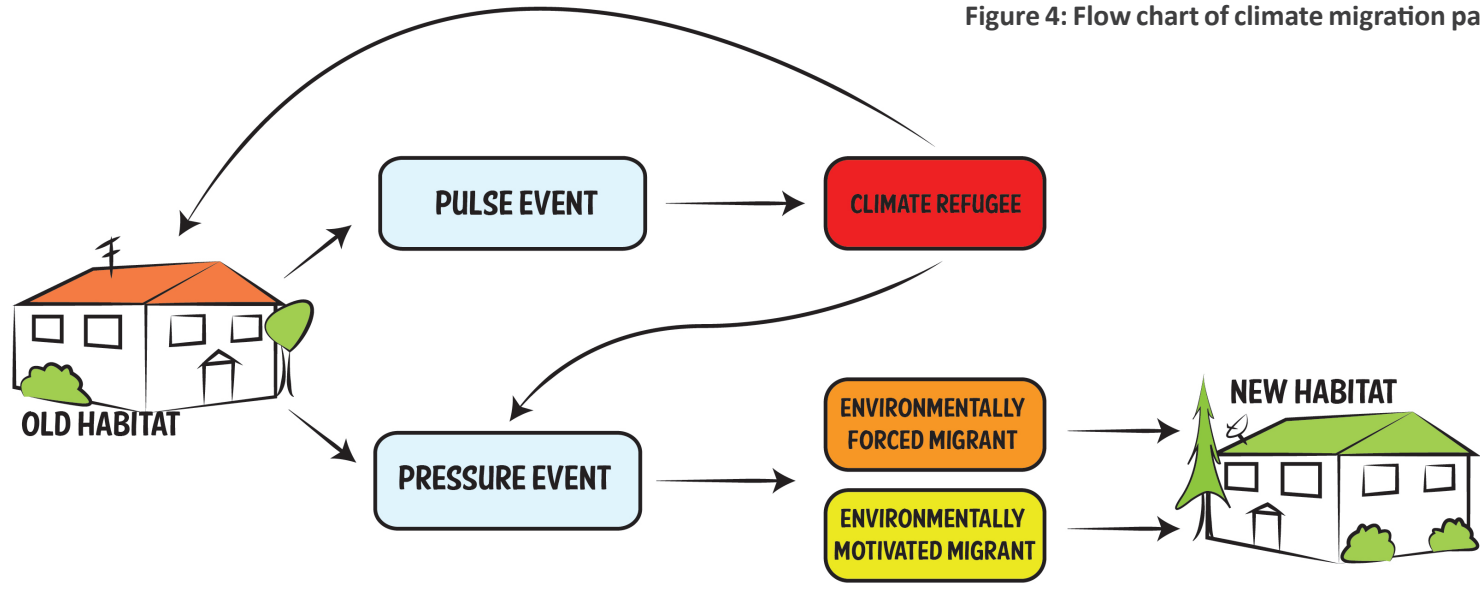 Figure 4: Flow chart of climate migration pa
PULSE EVENT
CLIMATE REFUGEE
OLD HABITAT
PRESSURE EVENT
ENVIRONMENTALLY
FORCED MIGRANT
ENVIRONMENTALLY
MOTIVATED MIGRANT
NEW HABITAT